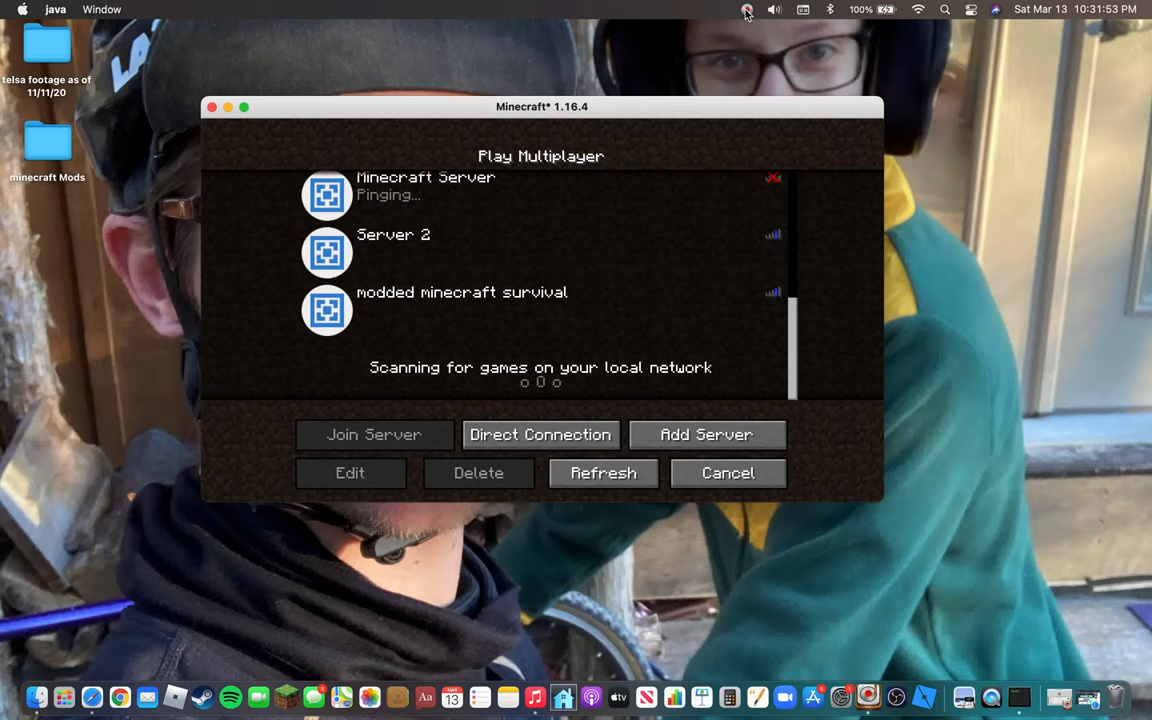 java Window 100% Sat Mar 13 10:31:53 PM
telsa footage as of
11/11/20
minecraft Mods
Minecraft* 1.16.4
Play Multiplayer
Minecraft Server
Pinging...
Server 2
modded minecraft survival
Scanning for games on your local network
o O o
Join Server Direct Connection Add Server
Edit Delete Refresh Cancel